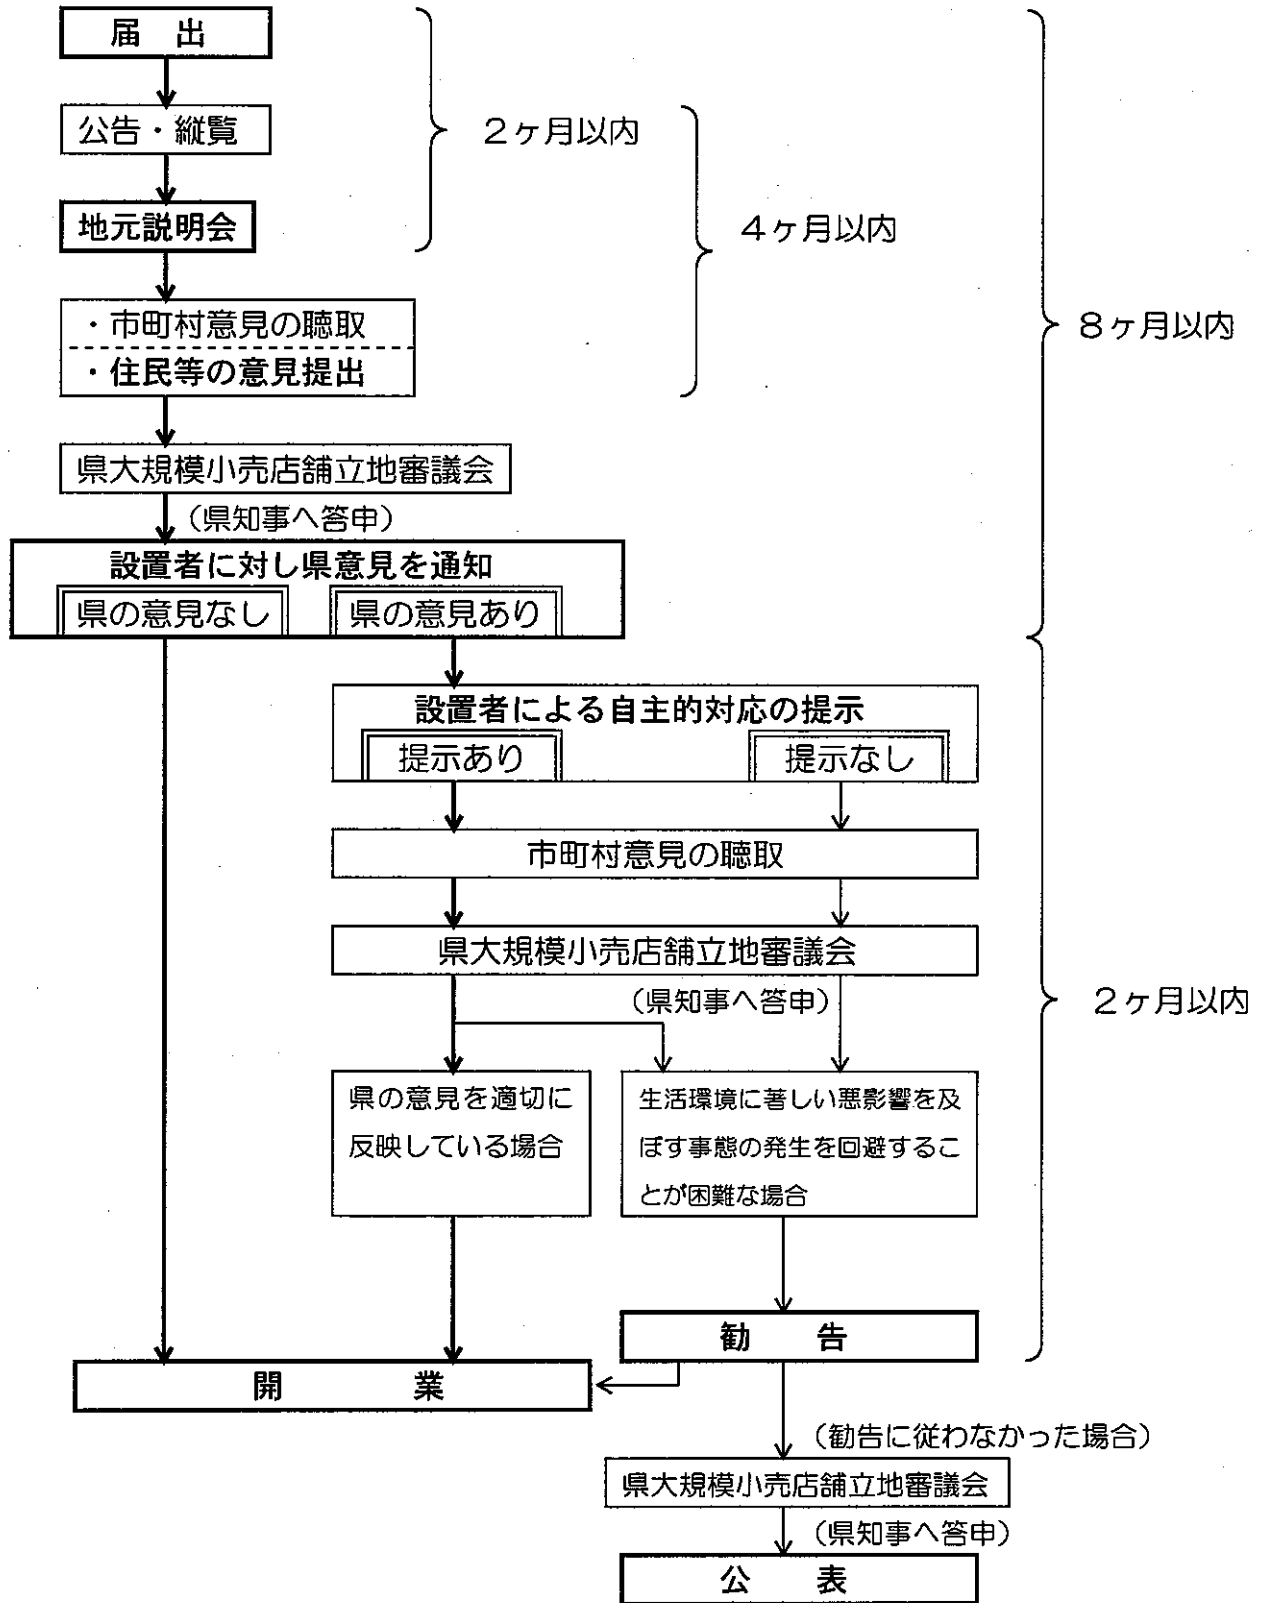 届　出
公告・縦覧
２ヶ月以内
地元説明会
４ヶ月以内
・市町村意見の聴取
・住民等の意見提出
８ヶ月以内
県大規模小売店舗立地審議会
（県知事へ答申）
設置者に対し県意見を通知
県の意見なし
県の意見あり
設置者による自主的対応の提示
提示あり
提示なし
市町村意見の聴取
県大規模小売店舗立地審議会
（県知事へ答申）
２ヶ月以内
県の意見を適切に
反映している場合
生活環境に著しい悪影響を及
ぼす事態の発生を回避するこ
とが困難な場合
勧　告
開　業
（勧告に従わなかった場合）
県大規模小売店舗立地審議会
（県知事へ答申）
公　表